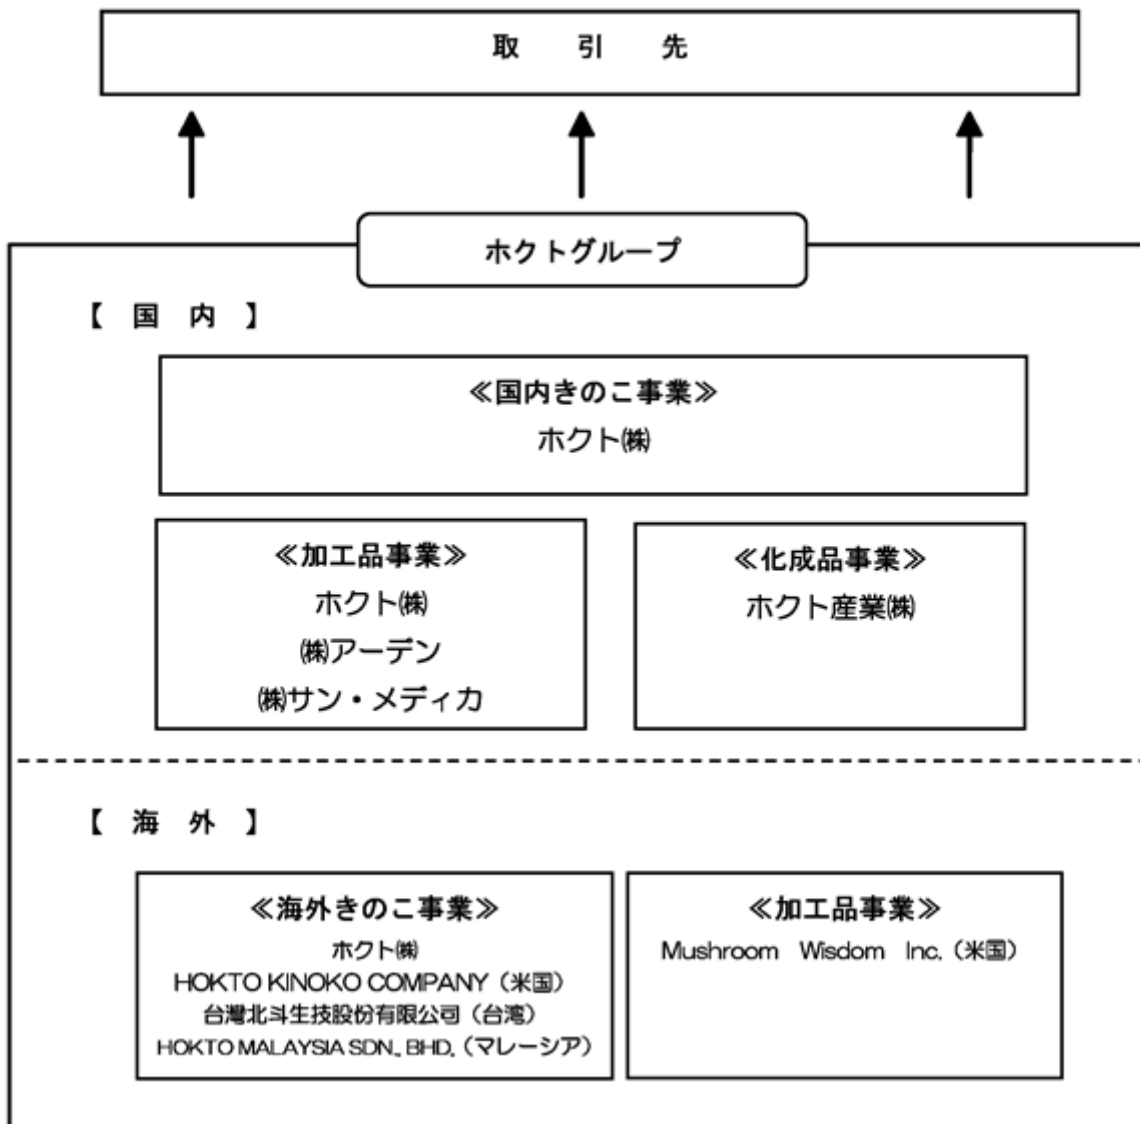 取 引 先
ホクトグループ
【 国 内 】
≪国内きのこ事業≫
ホクト㈱
≪加工品事業≫
ホクト㈱
㈱アーデン
㈱サン・メディカ
≪化成品事業≫
ホクト産業㈱
【 海 外 】
≪海外きのこ事業≫
ホクト㈱
HOKTO KINOKO COMPANY（米国）
台灣北斗生技股份有限公司（台湾）
HOKTO MALAYSIA SDN. BHD.（マレーシア）
≪加工品事業≫
Mushroom Wisdom Inc.（米国）